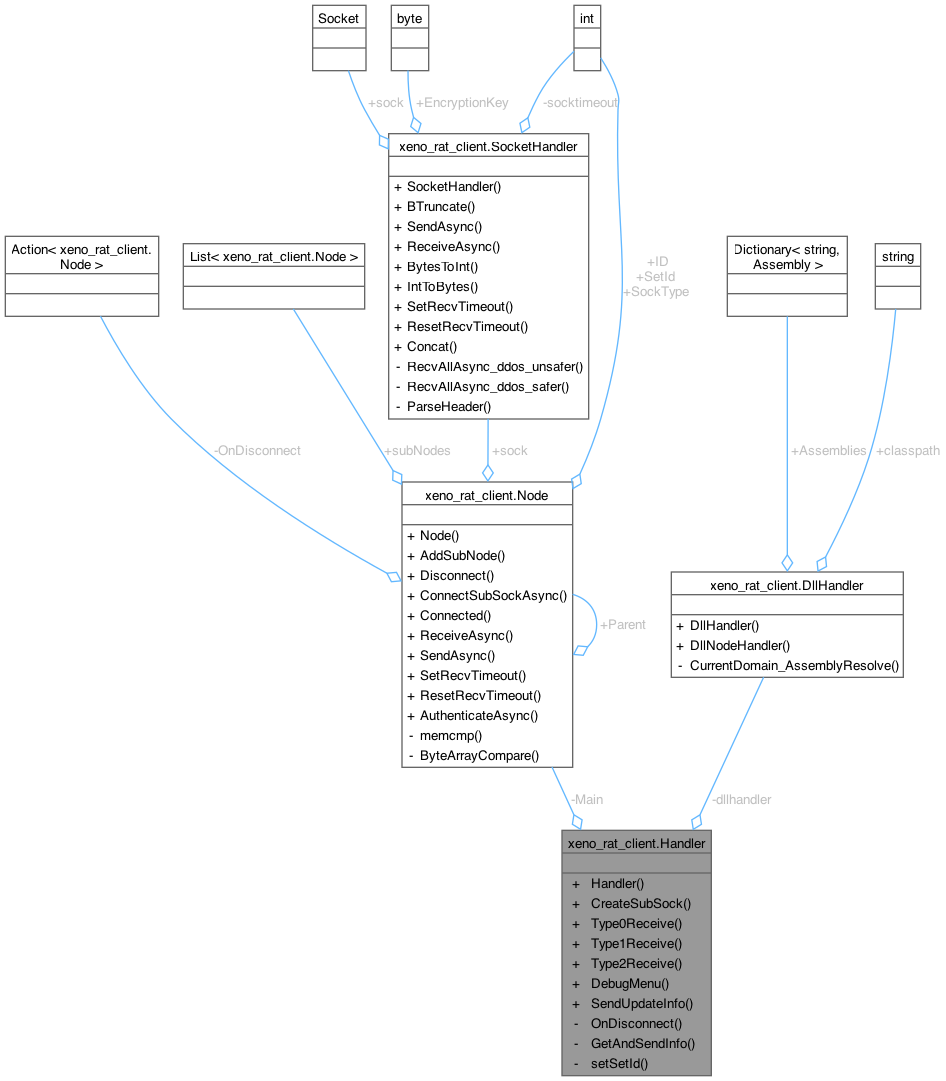 Socket
byte
int
+sock
+EncryptionKey
-socktimeout
xeno_rat_client.SocketHandler
+ SocketHandler()
+ BTruncate()
+ SendAsync()
+ ReceiveAsync()
+ BytesToInt()
+ IntToBytes()
+ SetRecvTimeout()
+ ResetRecvTimeout()
+ Concat()
- RecvAllAsync_ddos_unsafer()
- RecvAllAsync_ddos_safer()
- ParseHeader()
Action< xeno_rat_client.
Node >
List< xeno_rat_client.Node >
+ID
+SetId
+SockType
Dictionary< string,
Assembly >
string
-OnDisconnect
+subNodes
+sock
+Assemblies
+classpath
xeno_rat_client.Node
+ Node()
+ AddSubNode()
+ Disconnect()
+ ConnectSubSockAsync()
+ Connected()
+ ReceiveAsync()
+ SendAsync()
+ SetRecvTimeout()
+ ResetRecvTimeout()
+ AuthenticateAsync()
- memcmp()
- ByteArrayCompare()
+Parent
xeno_rat_client.DllHandler
+ DllHandler()
+ DllNodeHandler()
- CurrentDomain_AssemblyResolve()
-Main
-dllhandler
xeno_rat_client.Handler
+ Handler()
+ CreateSubSock()
+ Type0Receive()
+ Type1Receive()
+ Type2Receive()
+ DebugMenu()
+ SendUpdateInfo()
- OnDisconnect()
- GetAndSendInfo()
- setSetId()